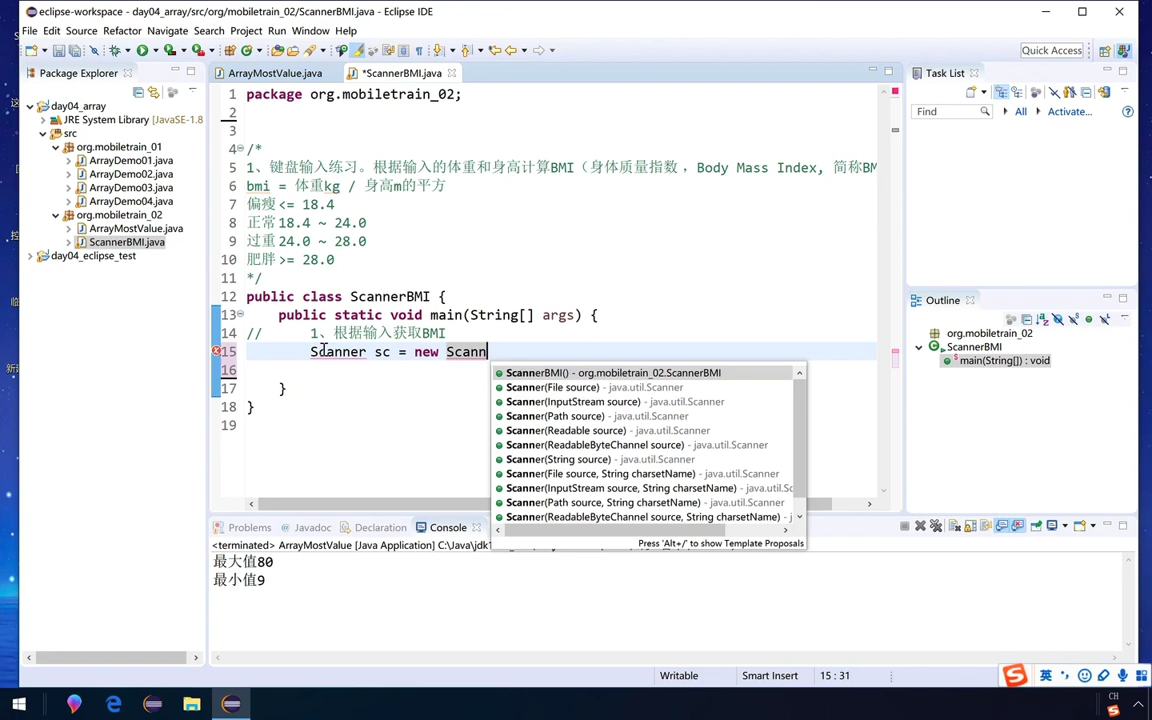 eclipse-workspace - day04_array/src/org/mobiletrain_02/ScannerBMI.java - Eclipse IDE
File Edit Source Refactor Navigate Search Project Run Window Help
Quick Access
Package Explorer
ArrayMostValue.java
*ScannerBMI.java
Task List
day04_array
JRE System Library [JavaSE-1.8
src
org.mobiletrain_01
ArrayDemo01.java
ArrayDemo02.java
ArrayDemo03.java
ArrayDemo04.java
org.mobiletrain_02
ArrayMostValue.java
ScannerBMI.java
day04_eclipse_test
1 package org.mobiletrain_02;
2
3
4 /*
5 1、键盘输入练习。根据输入的体重和身高计算BMI（身体质量指数 , Body Mass Index, 简称BM
6 bmi = 体重kg / 身高m的平方
7 偏瘦 <= 18.4
8 正常 18.4 ~ 24.0
9 过重 24.0 ~ 28.0
10 肥胖 >= 28.0
11 */
12 public class ScannerBMI {
13 public static void main(String[] args) {
14 // 1、根据输入获取BMI
15 Scanner sc = new Scann
16
17 }
18 }
19
ScannerBMI() - org.mobiletrain_02.ScannerBMI
Scanner(File source) - java.util.Scanner
Scanner(InputStream source) - java.util.Scanner
Scanner(Path source) - java.util.Scanner
Scanner(Readable source) - java.util.Scanner
Scanner(ReadableByteChannel source) - java.util.Scanner
Scanner(String source) - java.util.Scanner
Scanner(File source, String charsetName) - java.util.Scanner
Scanner(InputStream source, String charsetName) - java.util.Sc
Scanner(Path source, String charsetName) - java.util.Scanner
Scanner(ReadableByteChannel source, String charsetName) - j
Press 'Alt+/' to show Template Proposals
Find
All
Activate...
Outline
org.mobiletrain_02
ScannerBMI
main(String[]) : void
Problems
Javadoc
Declaration
Console
<terminated> ArrayMostValue [Java Application] C:\Java\jdk1
最大值80
最小值9
Writable
Smart Insert
15 : 31
英
CH